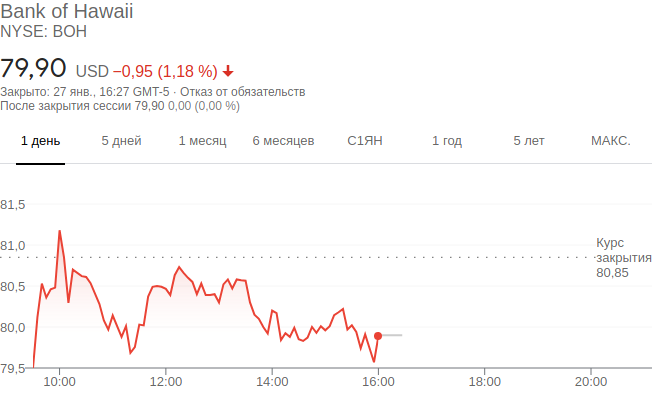 Bank of Hawaii
NYSE: BOH
79,90 USD −0,95 (1,18 %)
Закрыто: 27 янв., 16:27 GMT-5 · Отказ от обязательств
После закрытия сессии 79,90 0,00 (0,00 %)
1 день 5 дней 1 месяц 6 месяцев С1ЯН 1 год 5 лет МАКС.
81,5
81,0
80,5
80,0
79,5
Курс
закрытия
80,85
10:00 12:00 14:00 16:00 18:00 20:00